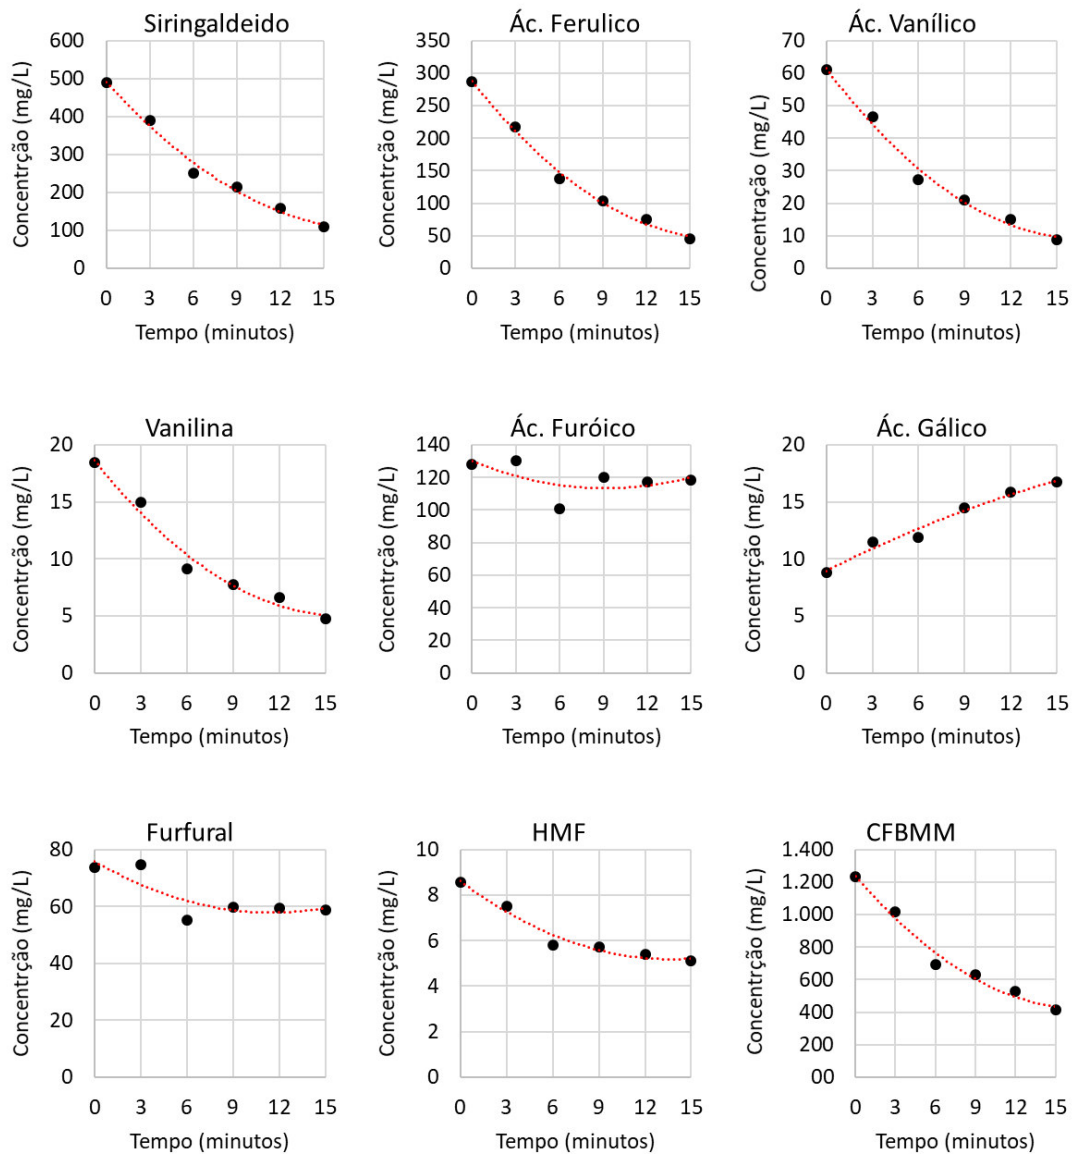 Siringaldeido
Concentrção (mg/L)
600
500
400
300
200
100
0
0 3 6 9 12 15
Tempo (minutos)
Ác. Ferulico
Concentrção (mg/L)
350
300
250
200
150
100
50
0
0 3 6 9 12 15
Tempo (minutos)
Ác. Vanílico
Concentração (mg/L)
70
60
50
40
30
20
10
0
0 3 6 9 12 15
Tempo (minutos)
Vanilina
Concentrção (mg/L)
20
15
10
5
0
0 3 6 9 12 15
Tempo (minutos)
Ác. Furóico
Concentrção (mg/L)
140
120
100
80
60
40
20
0
0 3 6 9 12 15
Tempo (minutos)
Ác. Gálico
Concentrção (mg/L)
20
15
10
5
0
0 3 6 9 12 15
Tempo (minutos)
Furfural
Concentrção (mg/L)
80
60
40
20
0
0 3 6 9 12 15
Tempo (minutos)
HMF
Concentrção (mg/L)
10
8
6
4
2
0
0 3 6 9 12 15
Tempo (minutos)
CFBMM
Concentrção (mg/L)
1.400
1.200
1.000
800
600
400
200
00
0 3 6 9 12 15
Tempo (minutos)